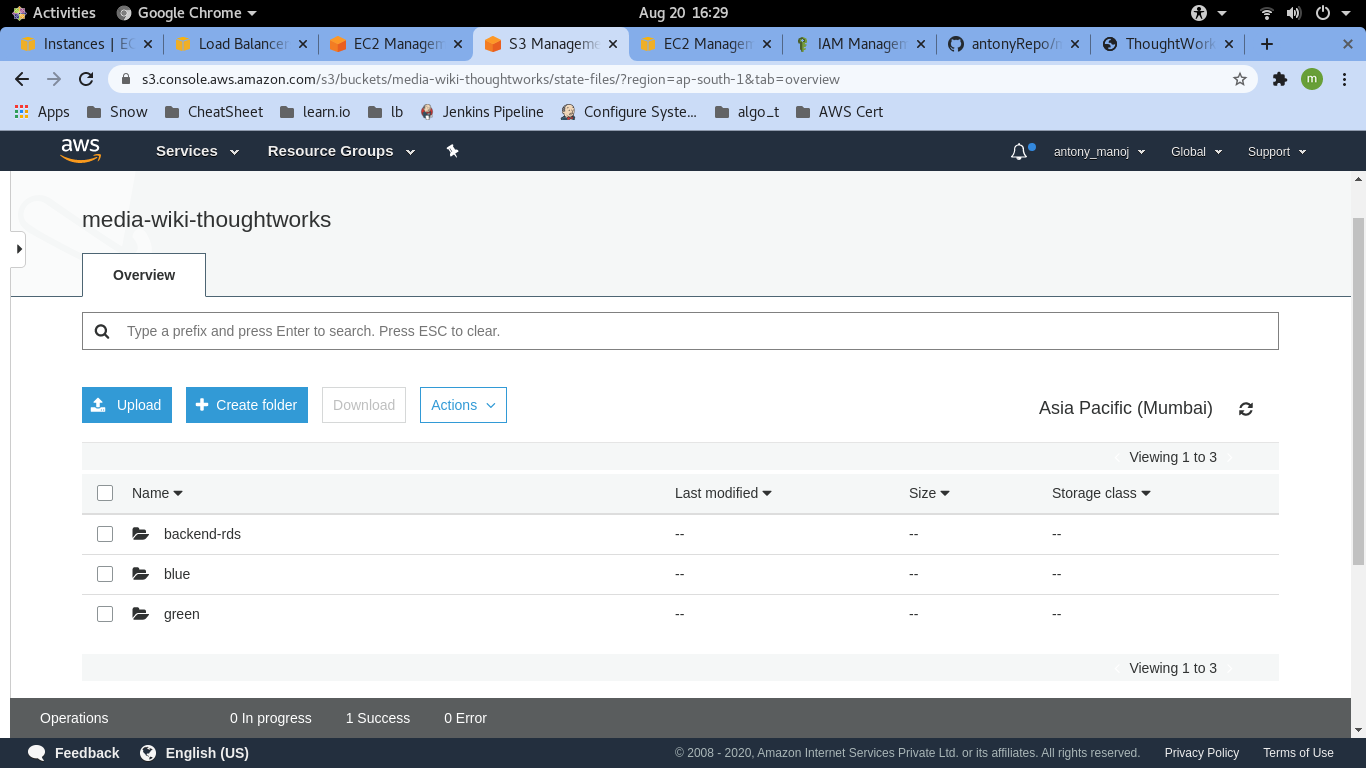 Activities Google Chrome Aug 20 16:29
Instances | EC Load Balancer EC2 Managem S3 Manageme EC2 Managem IAM Managem antonyRepo/m ThoughtWork
s3.console.aws.amazon.com/s3/buckets/media-wiki-thoughtworks/state-files/?region=ap-south-1&tab=overview m
Apps Snow CheatSheet learn.io lb Jenkins Pipeline Configure Syste... algo_t AWS Cert
aws Services Resource Groups antony_manoj Global Support
media-wiki-thoughtworks
Overview
Type a prefix and press Enter to search. Press ESC to clear.
Upload Create folder Download Actions Asia Pacific (Mumbai)
Viewing 1 to 3
Name Last modified Size Storage class
backend-rds -- -- --
blue -- -- --
green -- -- --
Viewing 1 to 3
Operations 0 In progress 1 Success 0 Error
Feedback English (US) © 2008 - 2020, Amazon Internet Services Private Ltd. or its affiliates. All rights reserved. Privacy Policy Terms of Use